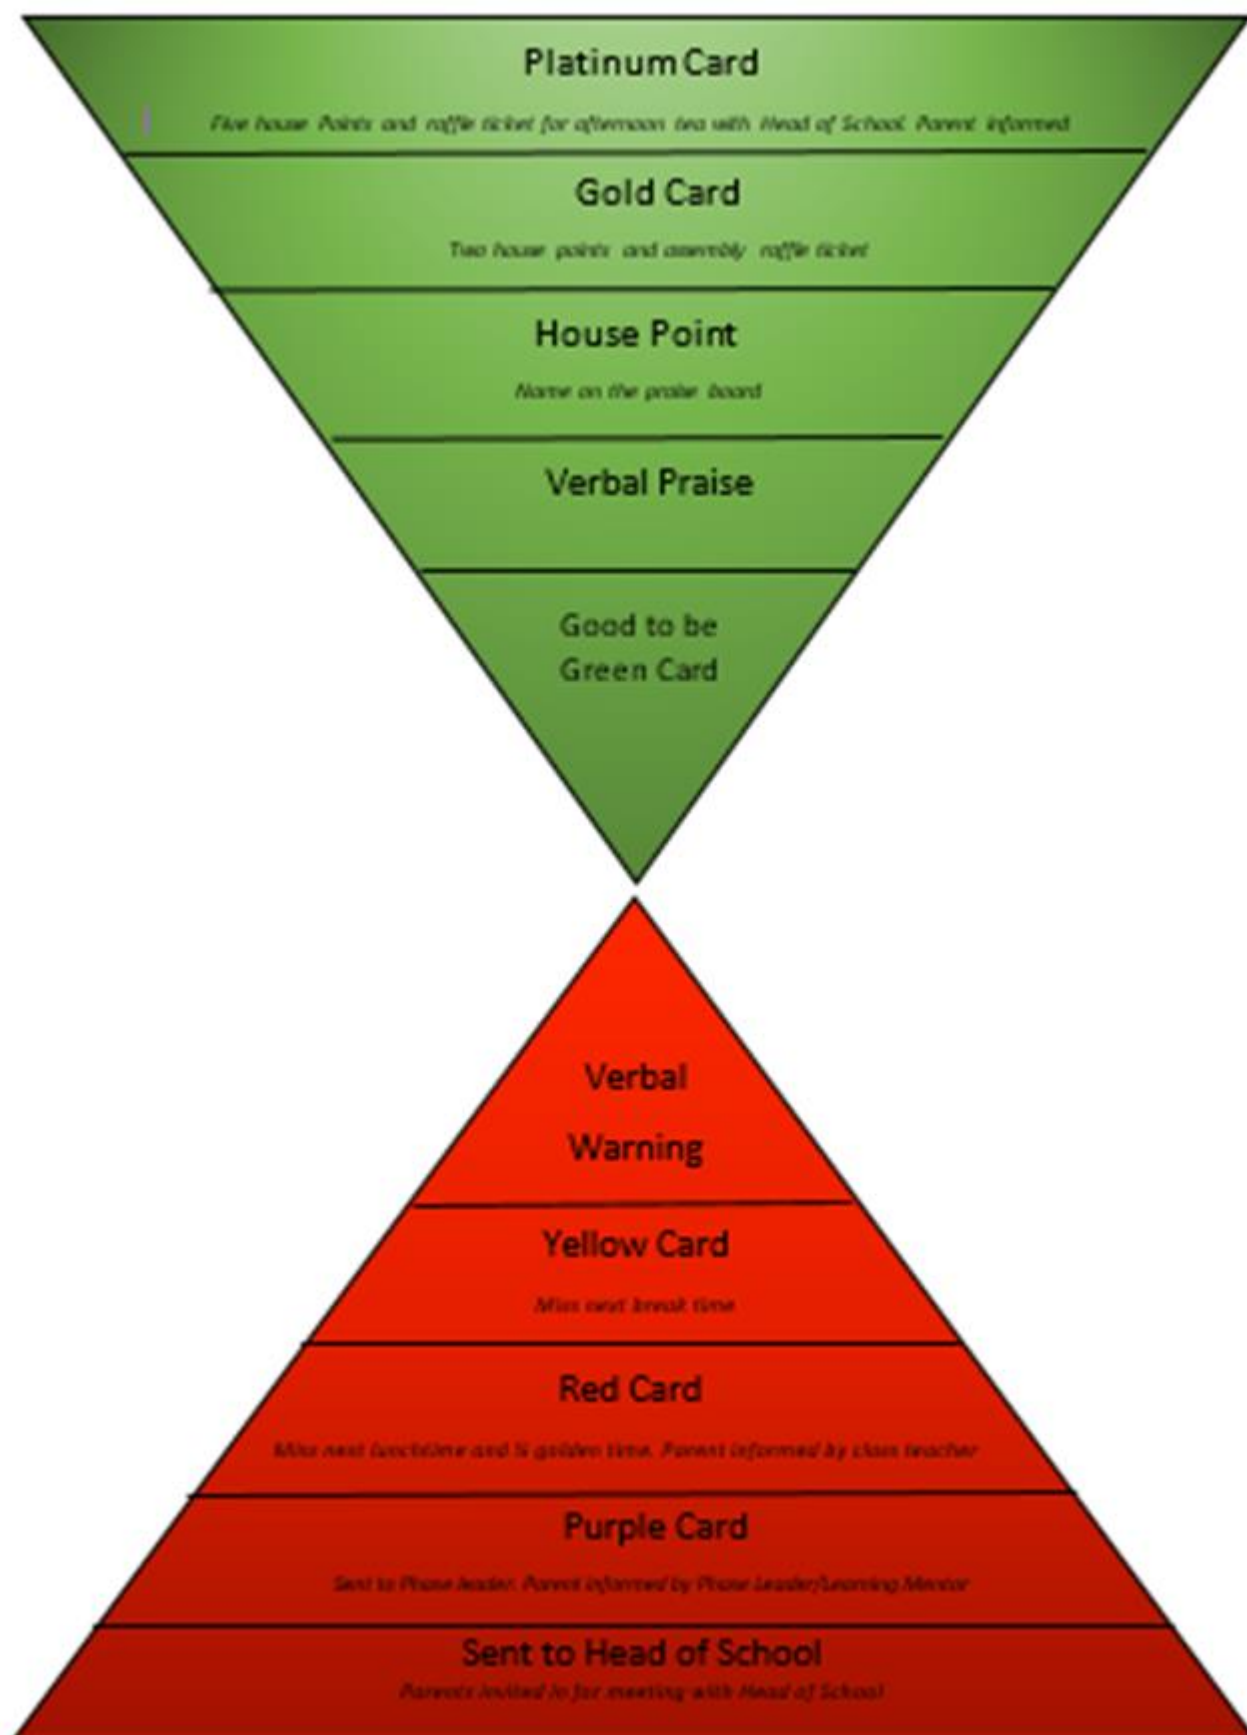 Platinum Card
Five house Points and raffle ticket for afternoon tea with Head of School. Parent informed
Gold Card
Two house points and assembly raffle ticket
House Point
Name on the praise board
Verbal Praise
Good to be
Green Card
Verbal
Warning
Yellow Card
Miss next break time
Red Card
Miss next lunchtime and ½ golden time. Parent informed by class teacher
Purple Card
Sent to Phase leader. Parent informed by Phase Leader/Learning Mentor
Sent to Head of School
Parents invited in for meeting with Head of School